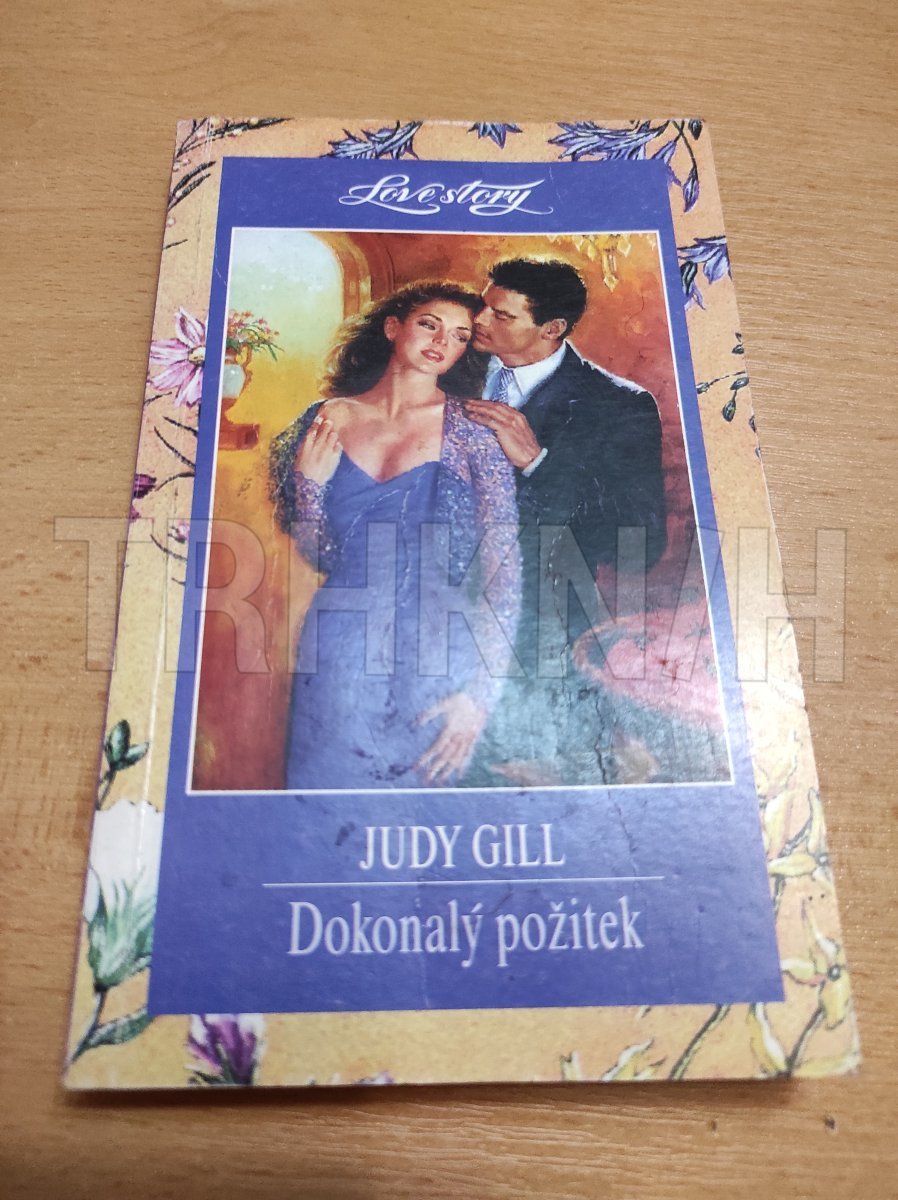 Love story
TRHKNIH
JUDY GILL
Dokonalý požitek